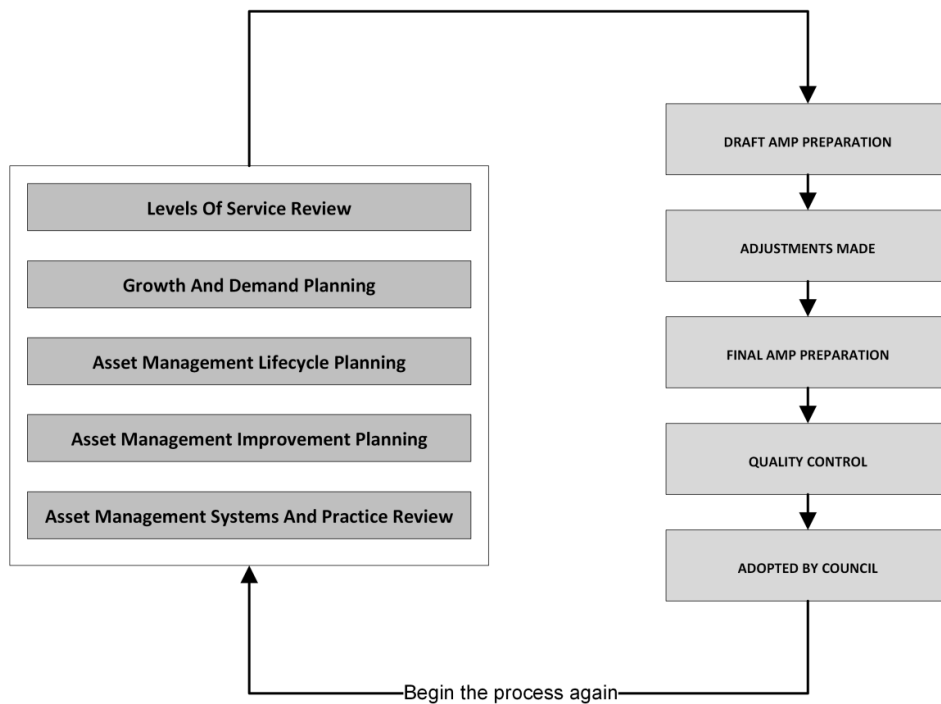 Levels Of Service Review
Growth And Demand Planning
Asset Management Lifecycle Planning
Asset Management Improvement Planning
Asset Management Systems And Practice Review
DRAFT AMP PREPARATION
ADJUSTMENTS MADE
FINAL AMP PREPARATION
QUALITY CONTROL
ADOPTED BY COUNCIL
Begin the process again